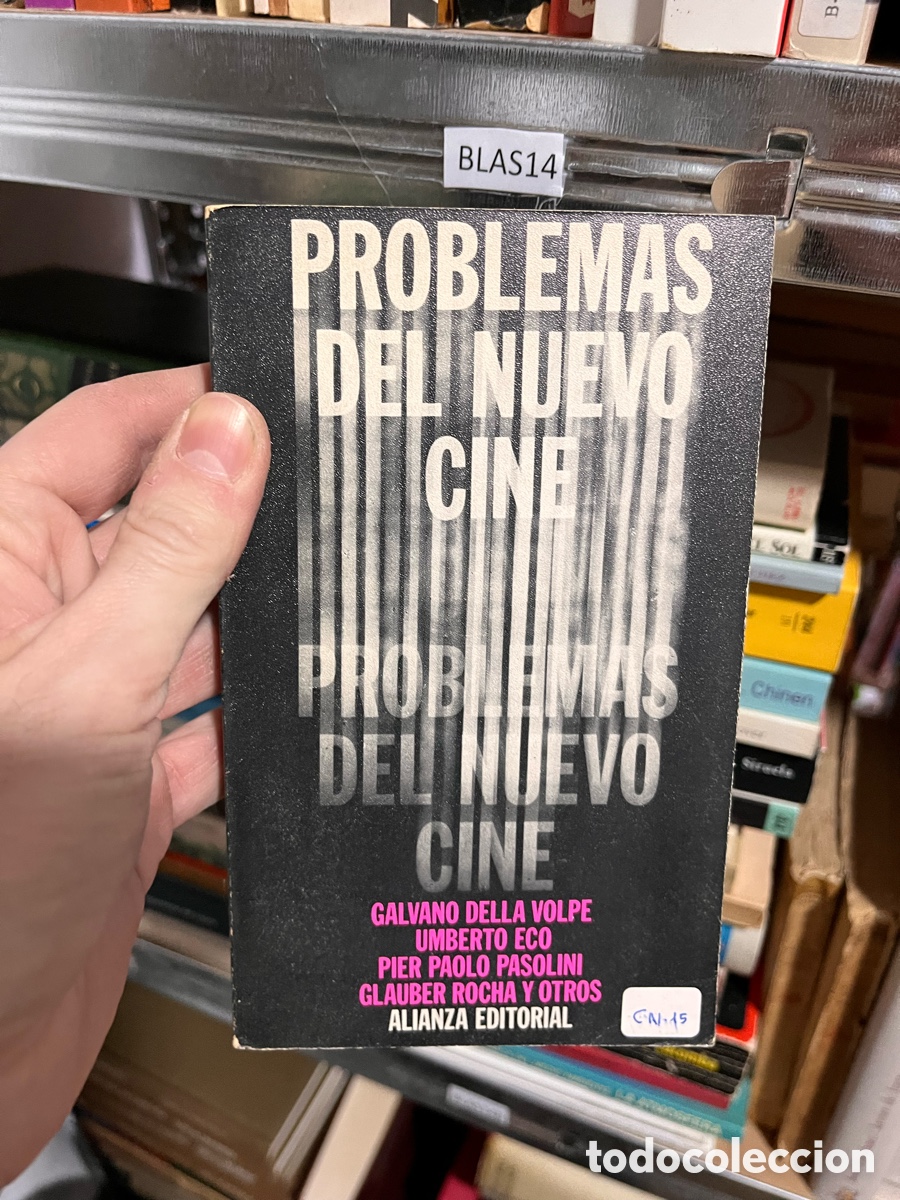 B-
BLAS14
PROBLEMAS
DEL NUEVO
CINE
PROBLEMAS
DEL NUEVO
CINE
GALVANO DELLA VOLPE
UMBERTO ECO
PIER PAOLO PASOLINI
GLAUBER ROCHA Y OTROS
ALIANZA EDITORIAL
CN-15
SOL
Chinen
Siruela
todocoleccion